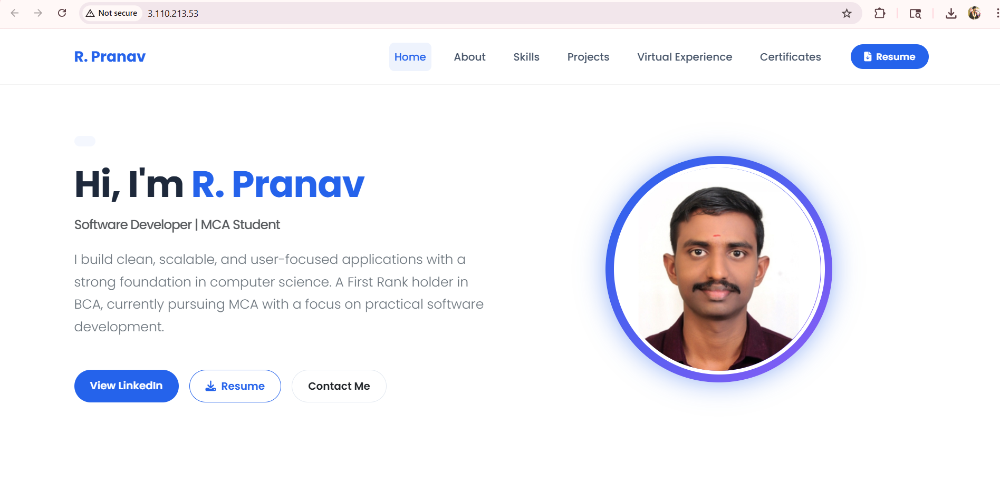 Not secure 3.110.213.53
R. Pranav Home About Skills Projects Virtual Experience Certificates Resume
Hi, I'm R. Pranav
Software Developer | MCA Student
I build clean, scalable, and user-focused applications with a
strong foundation in computer science. A First Rank holder in
BCA, currently pursuing MCA with a focus on practical software
development.
View LinkedIn Resume Contact Me